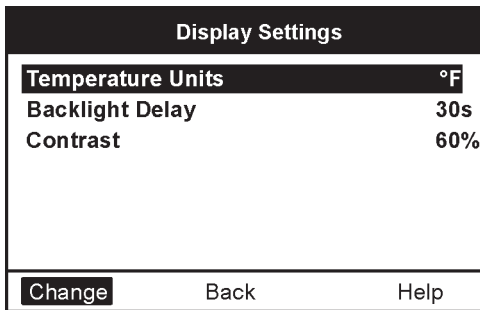 Display Settings
Temperature Units °F
Backlight Delay 30s
Contrast 60%
Change Back Help